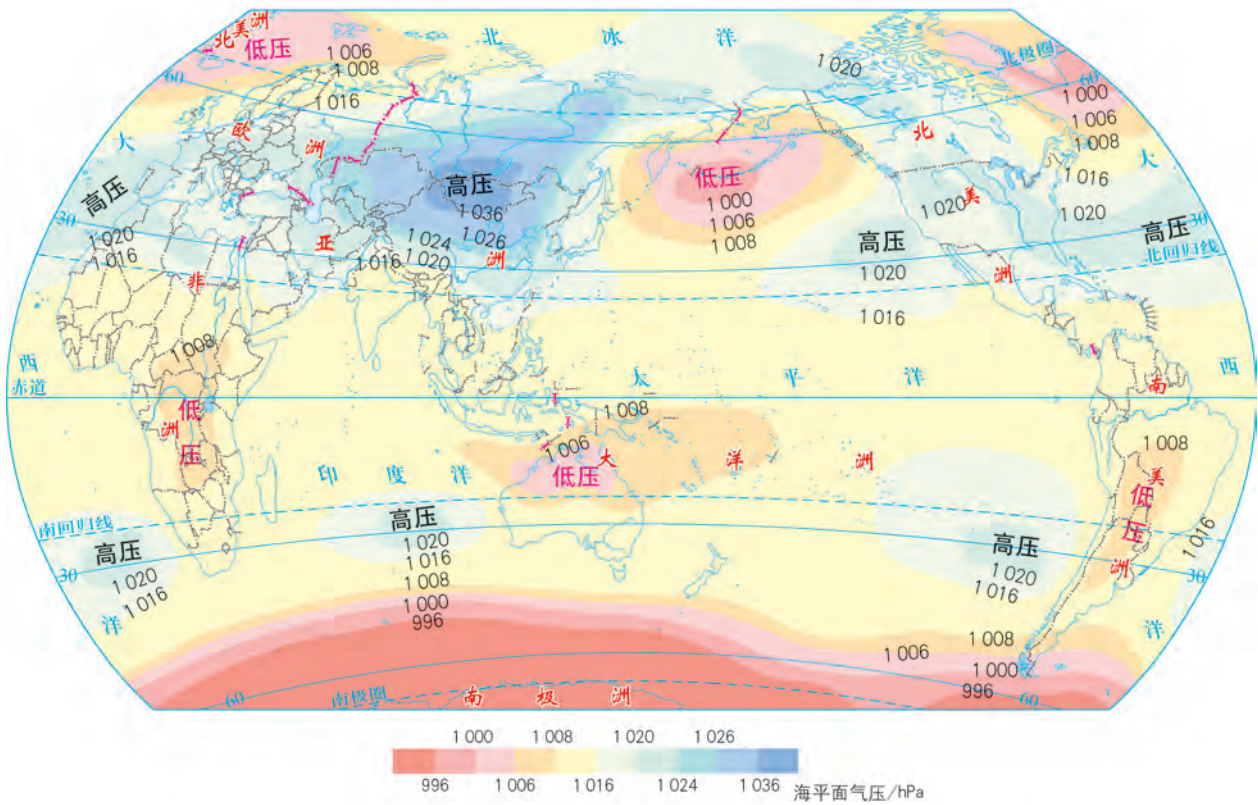 北美洲
低压
1 006
1 008
1 016
北 冰 洋
1 020
北极圈
60
60
1 000
1 006
1 008
1 016
1 020
大
欧
洲
高压
30
1 020
1 016
非
亚
1 016
高压
1 036
1 026
1 024
1 020
洲
低压
1 000
1 006
1 008
北
美
1 020
洲
大
高压
1 020
1 016
高压
30
北回归线
1 008
西
赤道
太 平 洋
西
南
低
压
洲
1 008
1 006
低压
大 洋 洲
印 度 洋
1 008
美
低
压
洲
1 016
南回归线
高压
1 020
1 016
30
洋
高压
1 020
1 016
1 008
1 000
996
高压
1 020
1 016
30
洋
1 006
1 008
1 000
996
60
南极圈
南 极 洲
60
1 000 1 008 1 020 1 026
996 1 006 1 016 1 024 1 036
海平面气压/hPa